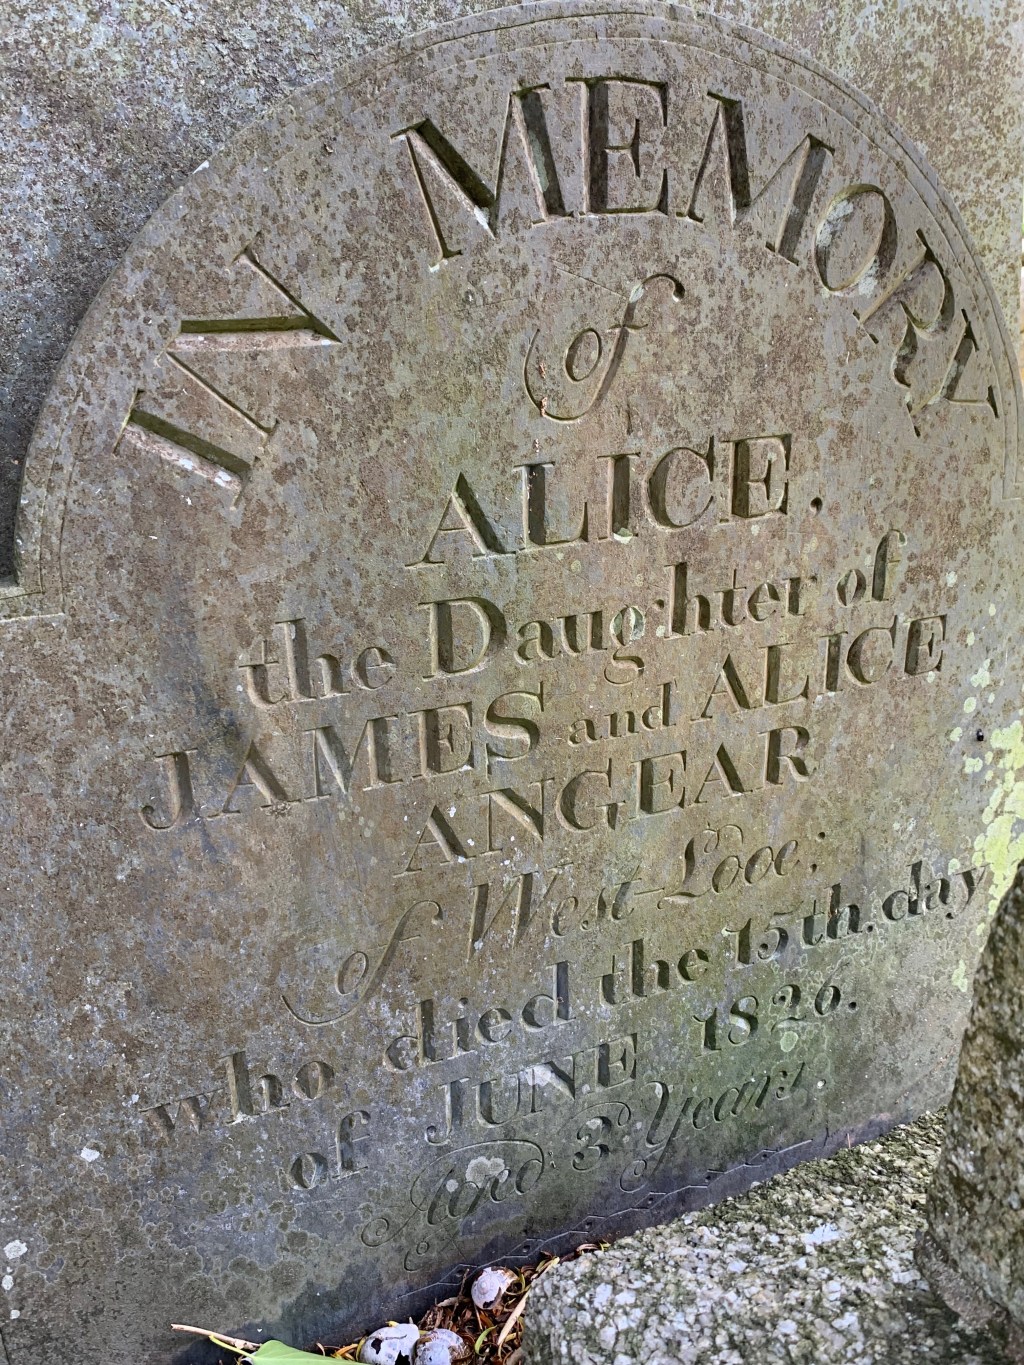 IN MEMORY
of
ALICE.
the Daughter of
JAMES and ALICE
ANGEAR
of West-Looe;
who died the 15th. day
of JUNE 1826.
Aged 3 Years